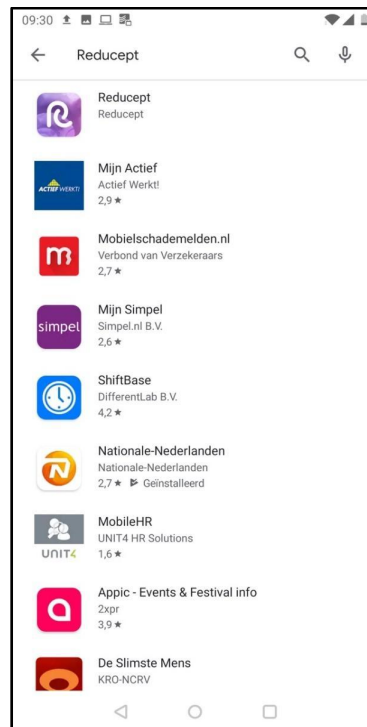 09:30
Reducept
Reducept
Reducept
Mijn Actief
Actief Werkt!
2,9 ★
ACTIEF WERKT!
Mobielschademelden.nl
Verbond van Verzekeraars
2,7 ★
m
Mijn Simpel
Simpel.nl B.V.
2,6 ★
simpel
ShiftBase
DifferentLab B.V.
4,2 ★
Nationale-Nederlanden
Nationale-Nederlanden
2,7 ★ Geïnstalleerd
MobileHR
UNIT4 HR Solutions
1,6 ★
UNIT4
Appic - Events & Festival info
2xpr
3,9 ★
De Slimste Mens
KRO-NCRV